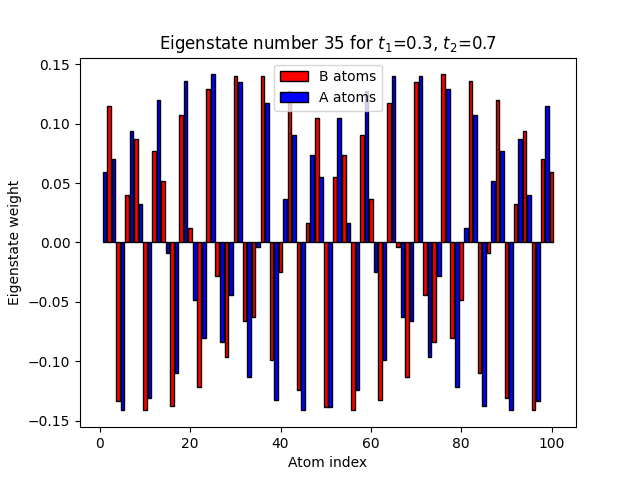 Eigenstate number 35 for t₁=0.3, t₂=0.7
B atoms
A atoms
Eigenstate weight
0.15
0.10
0.05
0.00
−0.05
−0.10
−0.15
0 20 40 60 80 100
Atom index